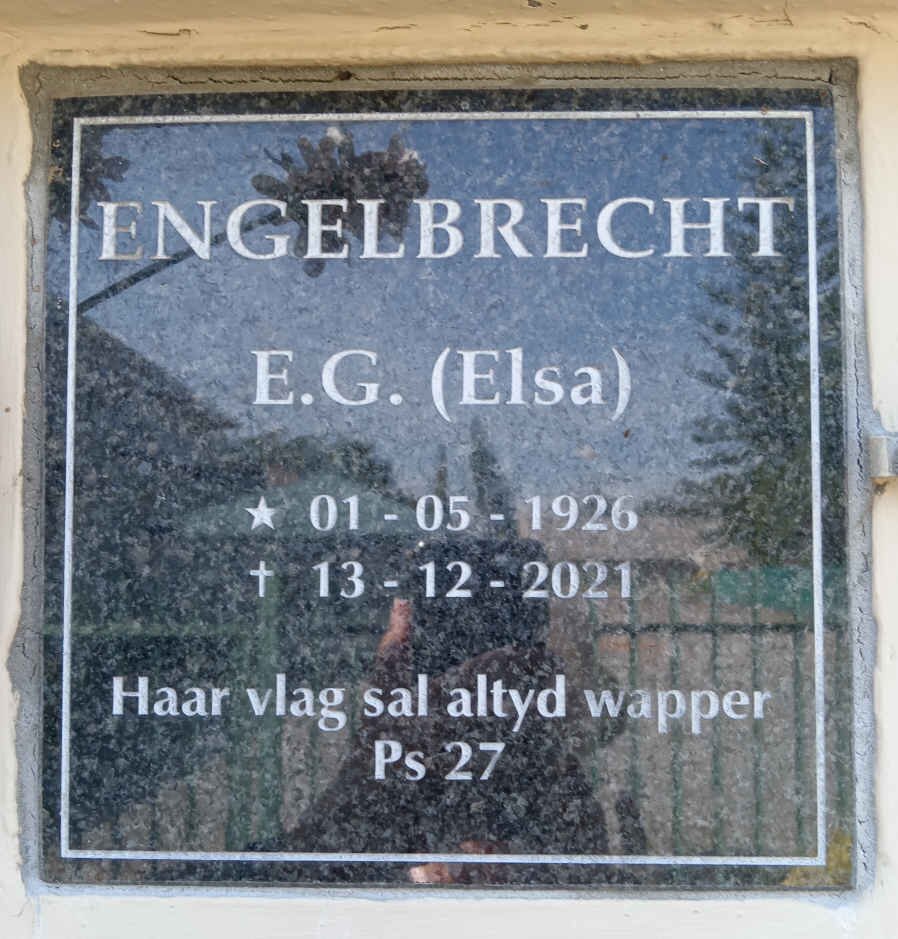 ENGELBRECHT
E.G. (Elsa)
★ 01 - 05 - 1926
✝ 13 - 12 - 2021
Haar vlag sal altyd wapper
Ps 27